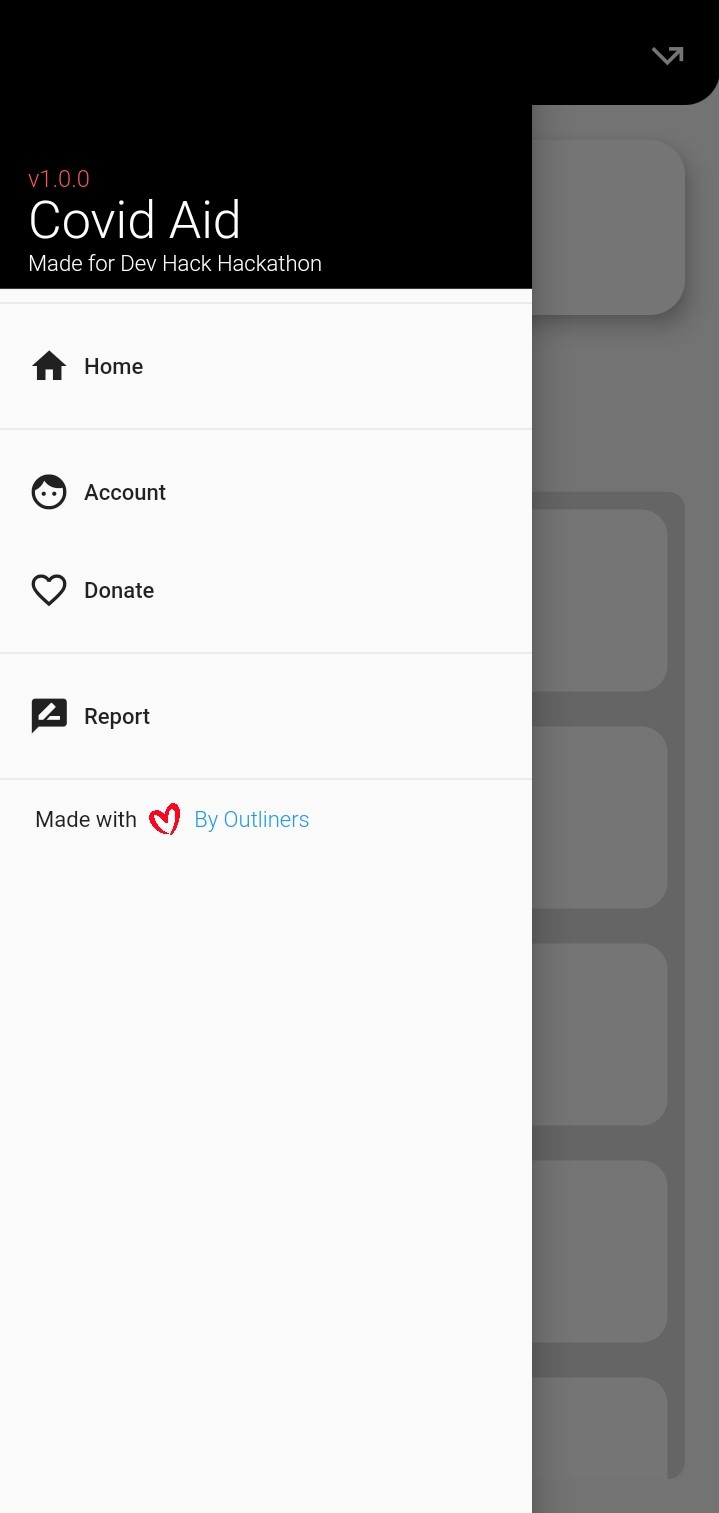 v1.0.0
Covid Aid
Made for Dev Hack Hackathon
Home
Account
Donate
Report
Made with By Outliners